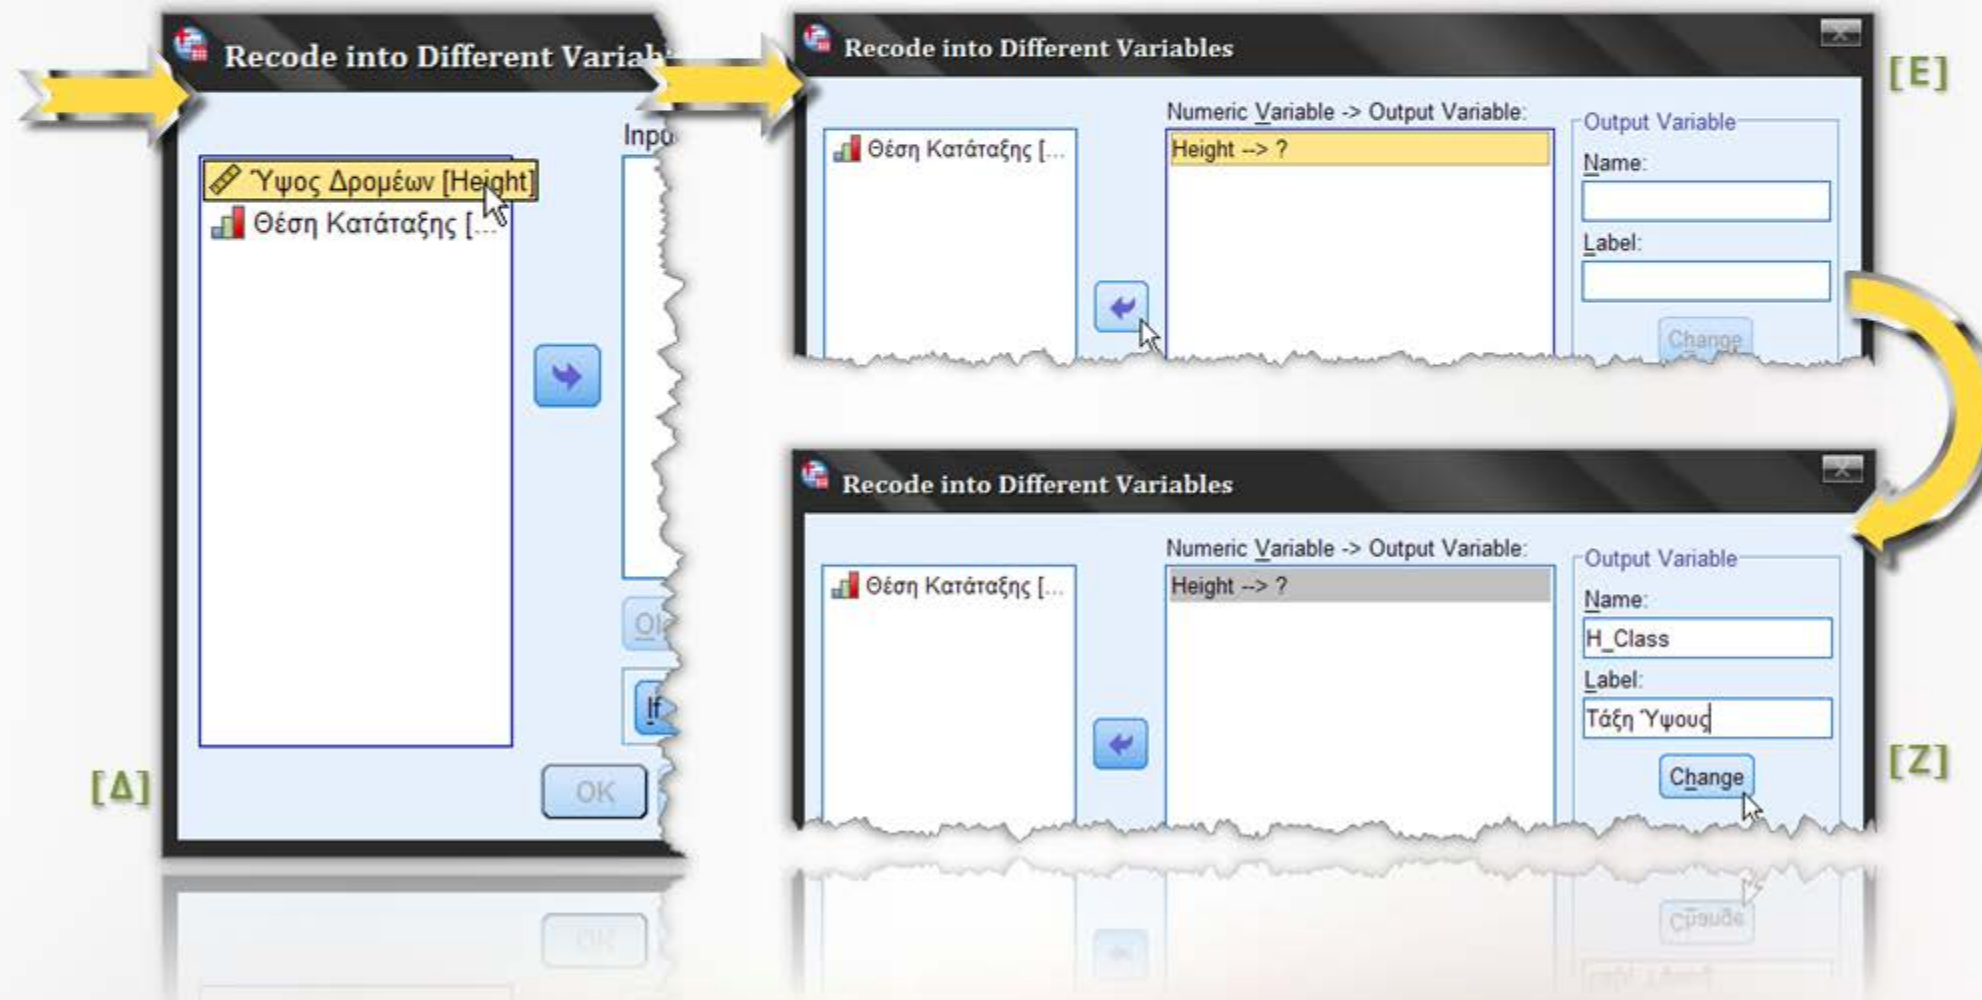 Recode into Different Variab
Inpu
Ύψος Δρομέων [Height]
Θέση Κατάταξης [...
If
OK
[Δ]
Recode into Different Variables
[Ε]
Numeric Variable -> Output Variable:
Θέση Κατάταξης [...
Height --> ?
Output Variable
Name:
Label:
Change
Recode into Different Variables
Numeric Variable -> Output Variable:
Θέση Κατάταξης [...
Height --> ?
Output Variable
Name:
H_Class
Label:
Τάξη Ύψους
Change
[Ζ]